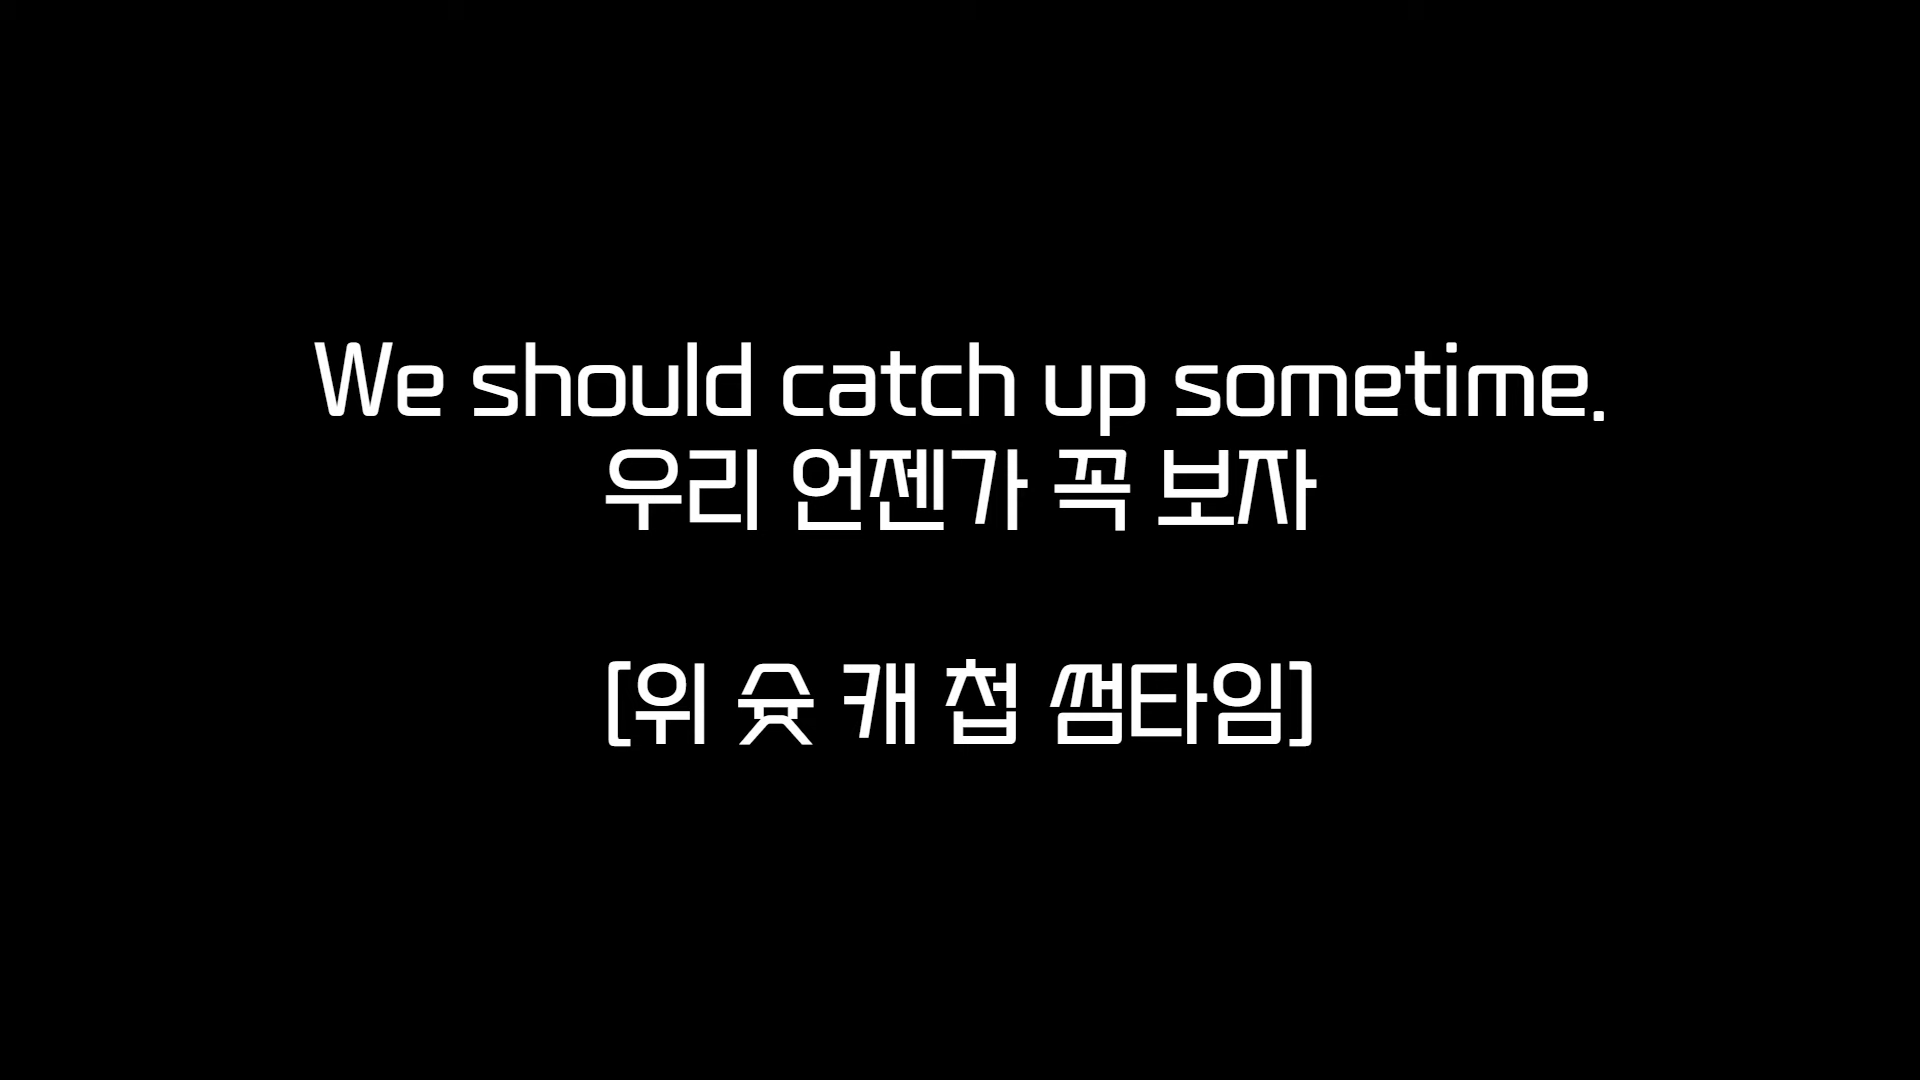 We should catch up sometime.
우리 언젠가 꼭 보자
[위 슛 캐 첩 썸타임]